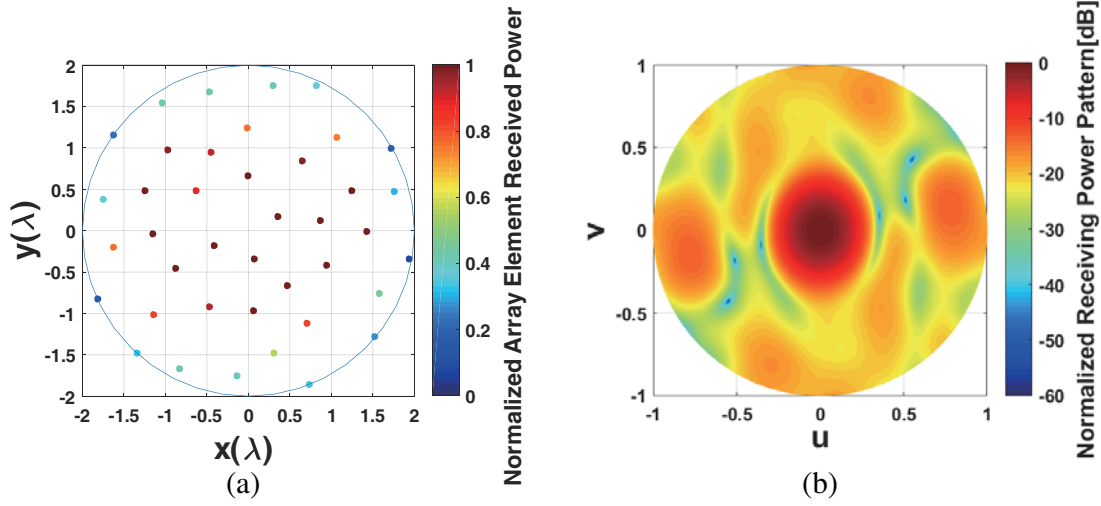 2
1.5
1
0.5
0
-0.5
-1
-1.5
-2
y(λ)
-2 -1.5 -1 -0.5 0 0.5 1 1.5 2
x(λ)
1
0.8
0.6
0.4
0.2
0
Normalized Array Element Received Power
(a)
1
0.5
0
-0.5
-1
v
-1 -0.5 0 0.5 1
u
0
-10
-20
-30
-40
-50
-60
Normalized Receiving Power Pattern[dB]
(b)